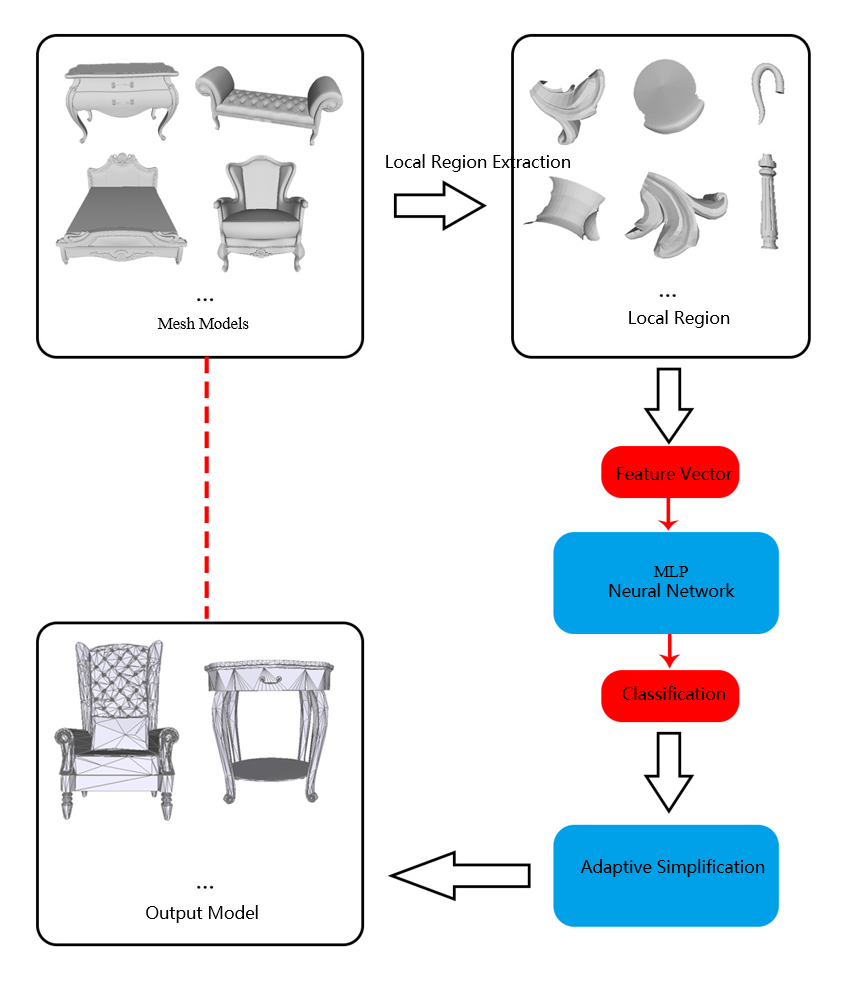 Local Region Extraction
...
Mesh Models
...
Local Region
Feature Vector
MLP
Neural Network
Classification
Adaptive Simplification
...
Output Model